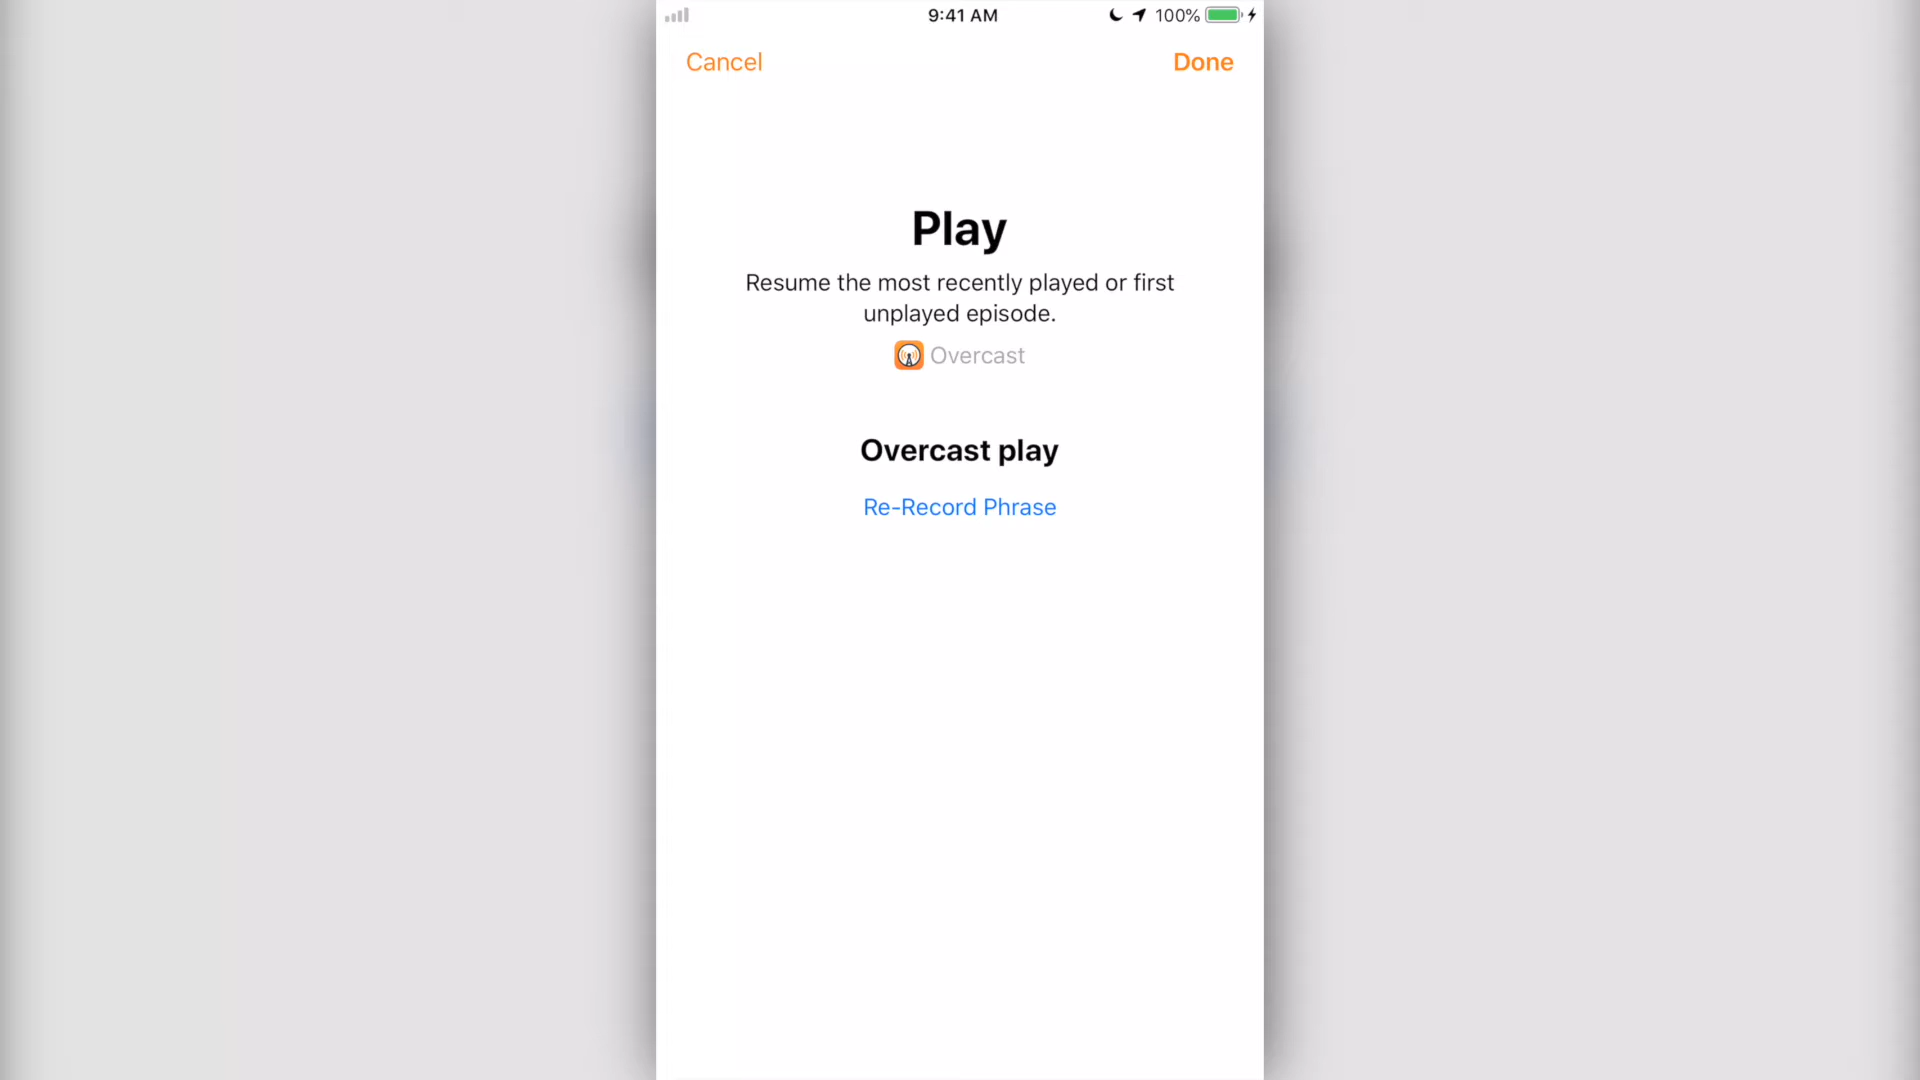 9:41 AM
100%
Cancel
Done
Play
Resume the most recently played or first
unplayed episode.
Overcast
Overcast play
Re-Record Phrase